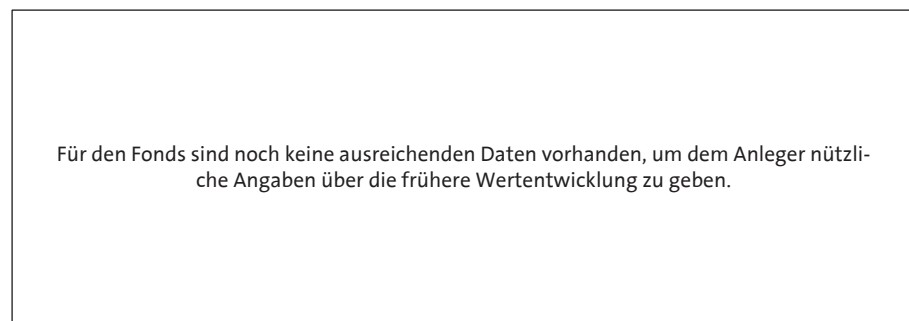 Für den Fonds sind noch keine ausreichenden Daten vorhanden, um dem Anleger nützli-
che Angaben über die frühere Wertentwicklung zu geben.